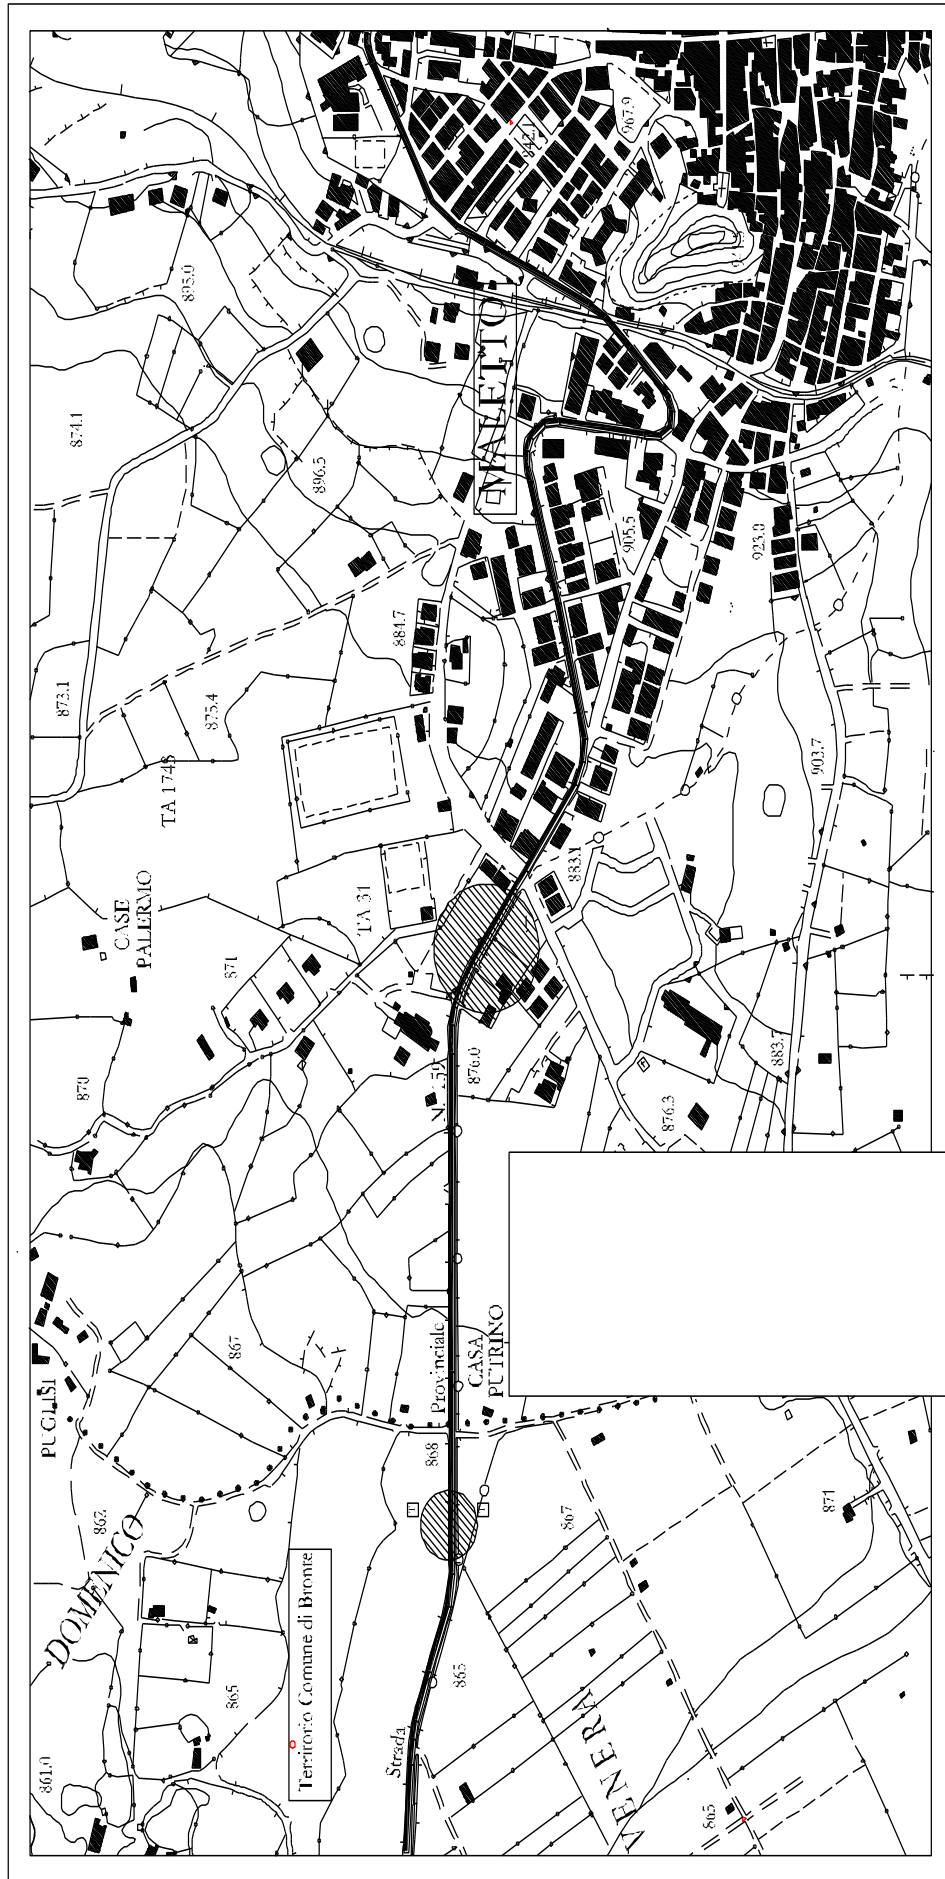 967.9
842.1
895.0
MALETTO
874.1
896.5
905.5
923.0
884.7
873.1
875.4
903.7
TA 1748
883.1
TA 31
CASE
PALERMO
871
883.7
876.0
870
876.3
867
Provinciale
CASA
PUTRINO
PUGLISI
868
862
867
871
DOMENICO
Territorio Comune di Bronte
865
865
Strada
VENERA
861.0
865